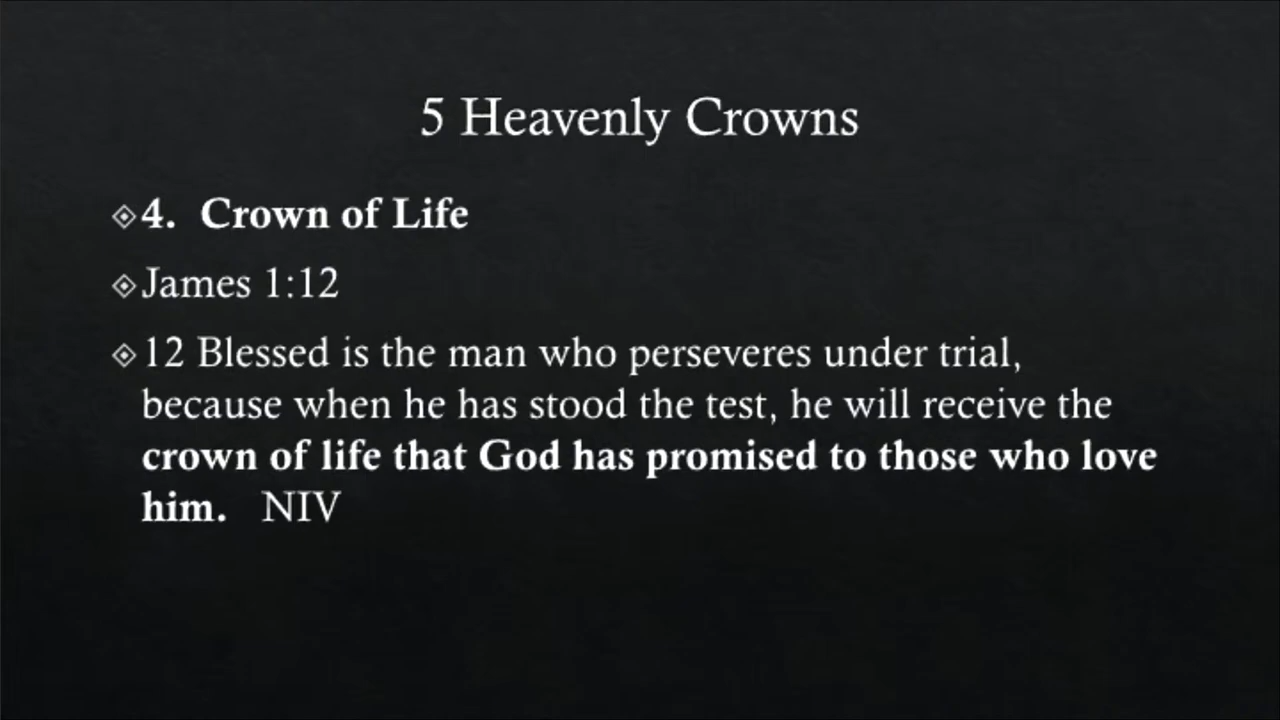 5 Heavenly Crowns
4. Crown of Life
James 1:12
12 Blessed is the man who perseveres under trial,
because when he has stood the test, he will receive the
crown of life that God has promised to those who love
him. NIV